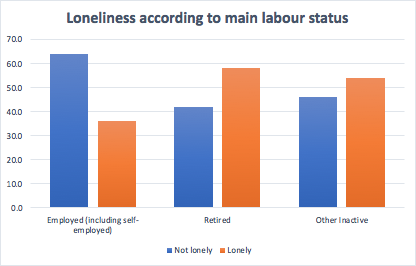 Loneliness according to main labour status
70.0
60.0
50.0
40.0
30.0
20.0
10.0
0.0
Employed (including self-
employed)
Retired
Other Inactive
Not lonely
Lonely